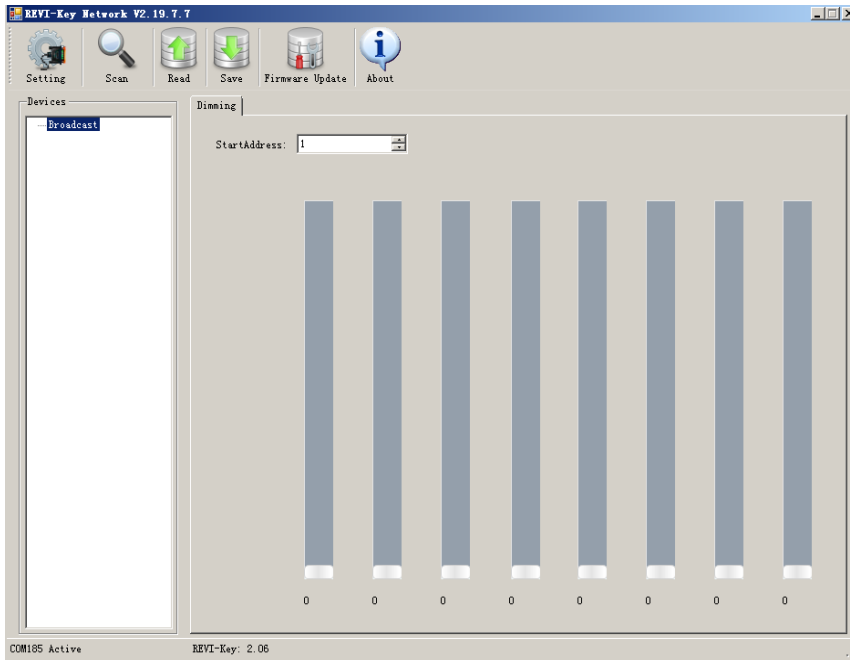 REVI-Key Network V2.19.7.7
Setting Scan Read Save Firmware Update About
Devices
Broadcast
Dimming
StartAddress: 1
0 0 0 0 0 0 0 0
COM185 Active REVI-Key: 2.06